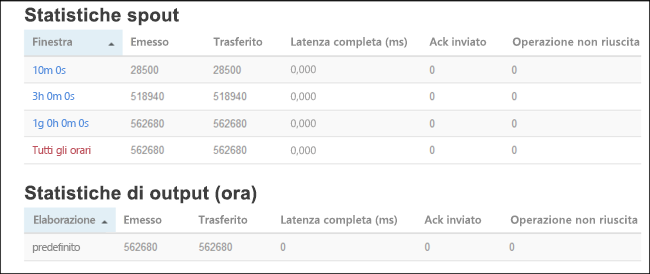 Statistiche spout
Finestra Emesso Trasferito Latenza completa (ms) Ack inviato Operazione non riuscita
10m 0s 28500 28500 0,000 0 0
3h 0m 0s 518940 518940 0,000 0 0
1g 0h 0m 0s 562680 562680 0,000 0 0
Tutti gli orari 562680 562680 0,000 0 0
Statistiche di output (ora)
Elaborazione Emesso Trasferito Latenza completa (ms) Ack inviato Operazione non riuscita
predefinito 562680 562680 0 0 0